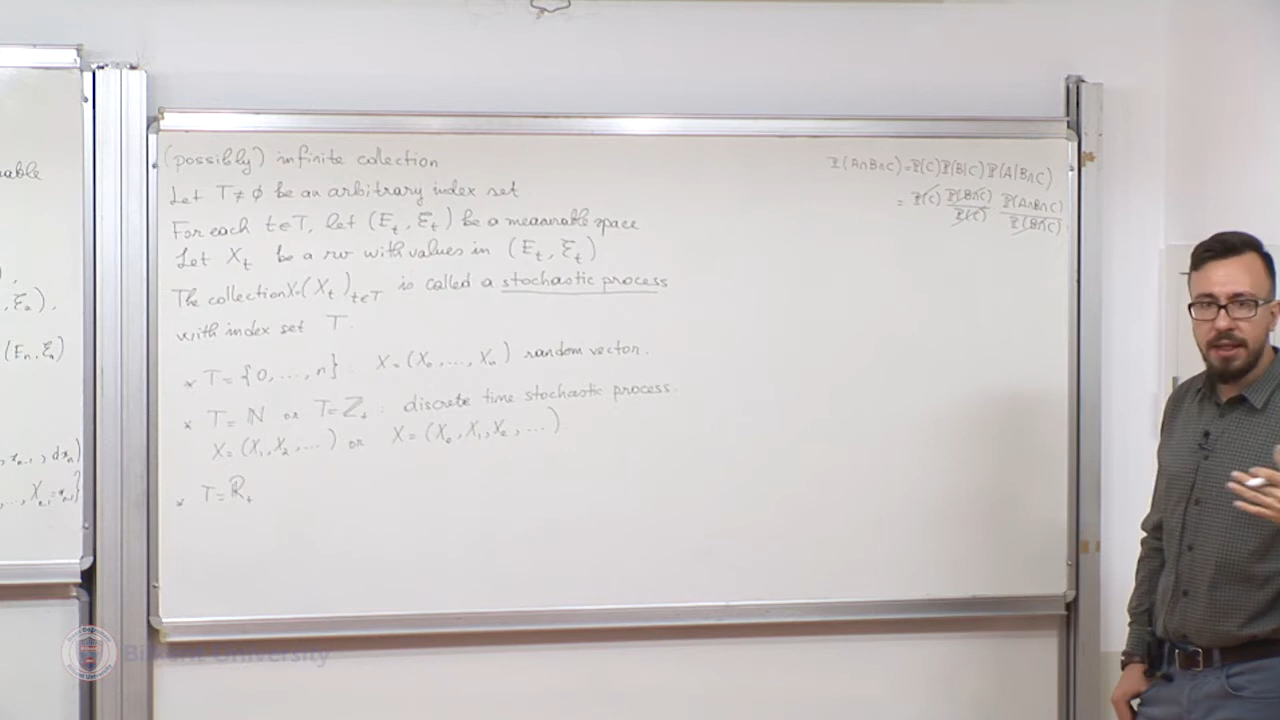 (possibly) infinite collection
Let T ≠ ∅ be an arbitrary index set
For each t∈T, let (E_t, ℰ_t) be a measurable space
Let X_t be a rv with values in (E_t, ℰ_t)
The collection X=(X_t)_{t∈T} is called a stochastic process
with index set T.
* T = {0, ..., n} : X = (X_0, ..., X_n) random vector.
* T = ℕ or T = ℤ_+ : discrete time stochastic process.
X = (X_1, X_2, ...) or X = (X_0, X_1, X_2, ...)
* T = ℝ_+
ℙ(A∩B∩C) = ℙ(C) ℙ(B|C) ℙ(A|B∩C)
= ℙ(C) ℙ(B∩C)/ℙ(C) ℙ(A∩B∩C)/ℙ(B∩C)
(E_n, ℰ_n)
Bilkent University